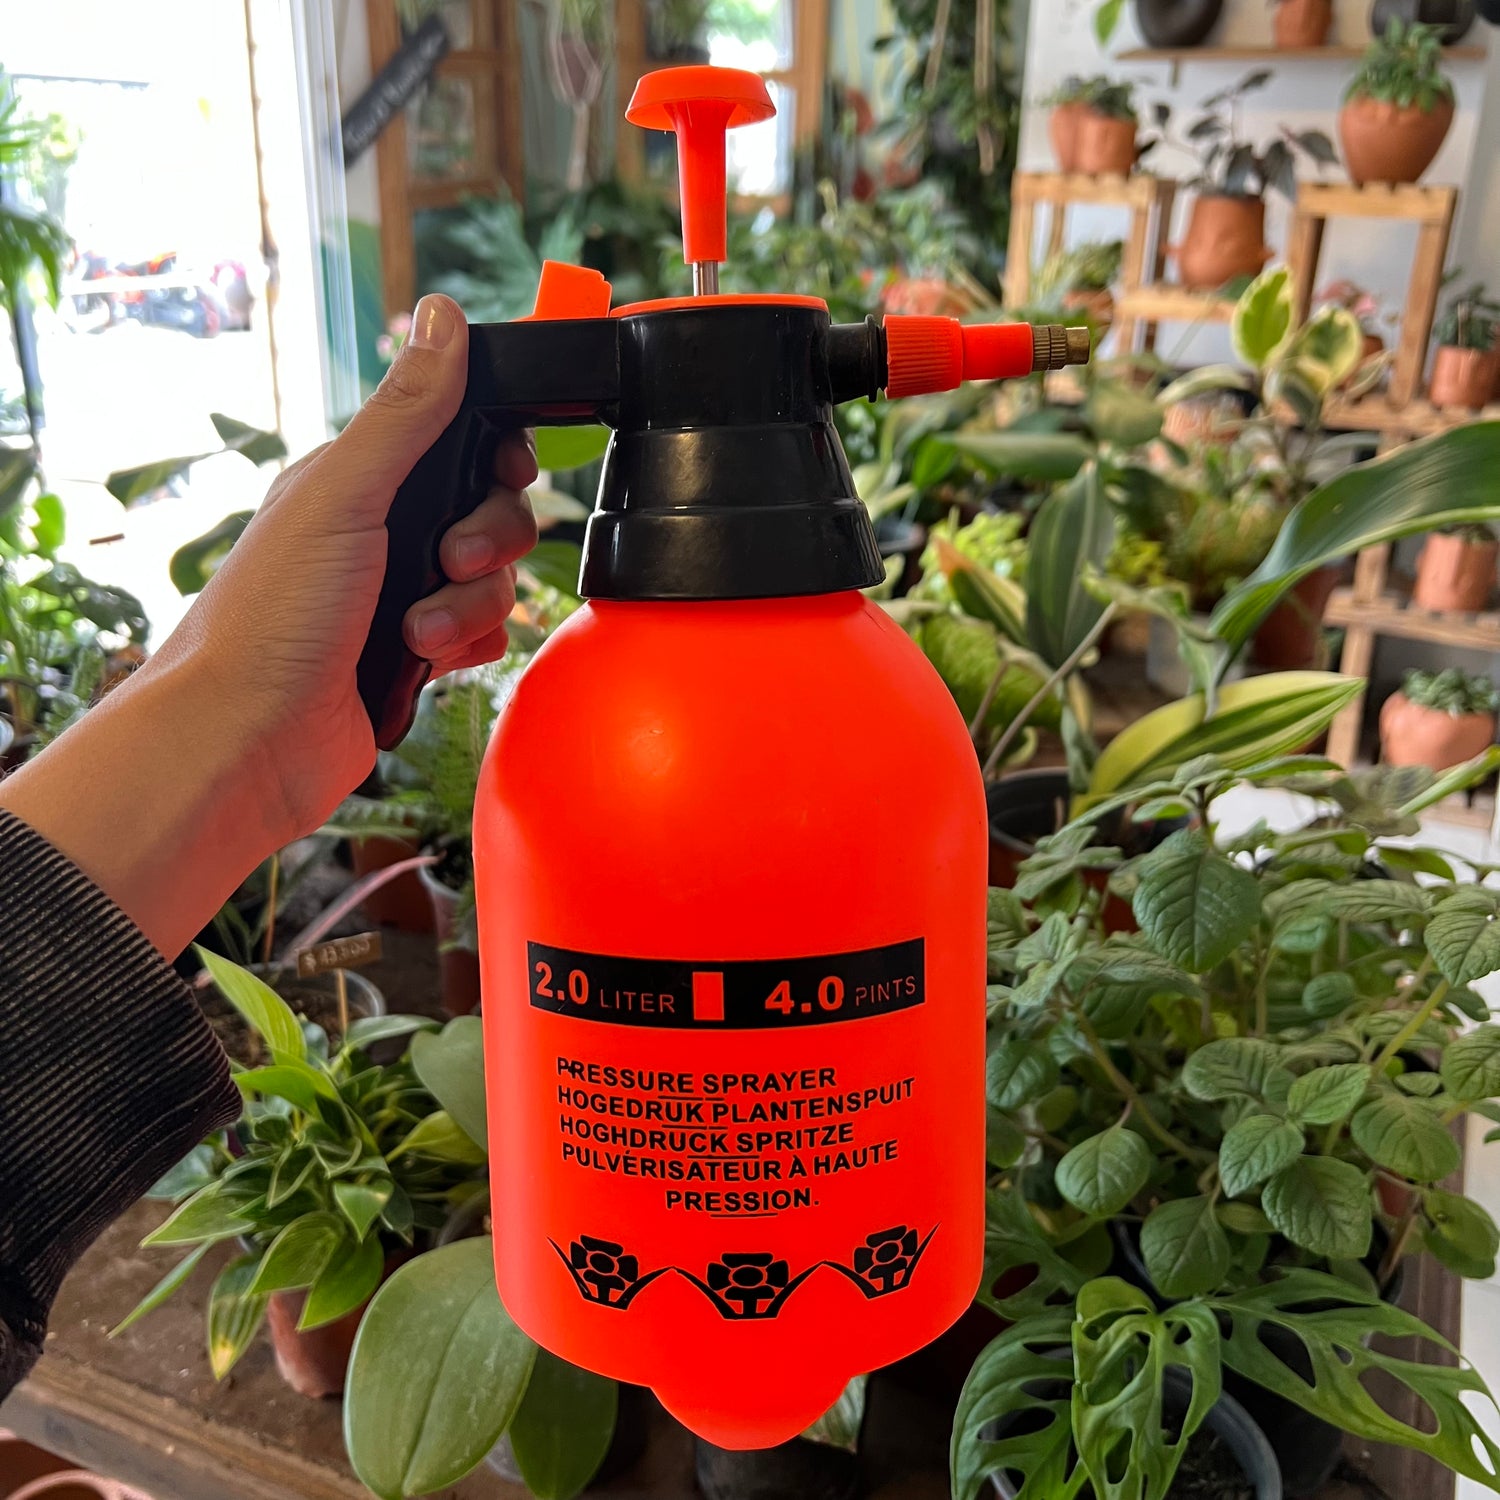 2.0 LITER 4.0 PINTS
PRESSURE SPRAYER
HOGEDRUK PLANTENSPUIT
HOGHDRUCK SPRITZE
PULVÉRISATEUR À HAUTE
PRESSION.